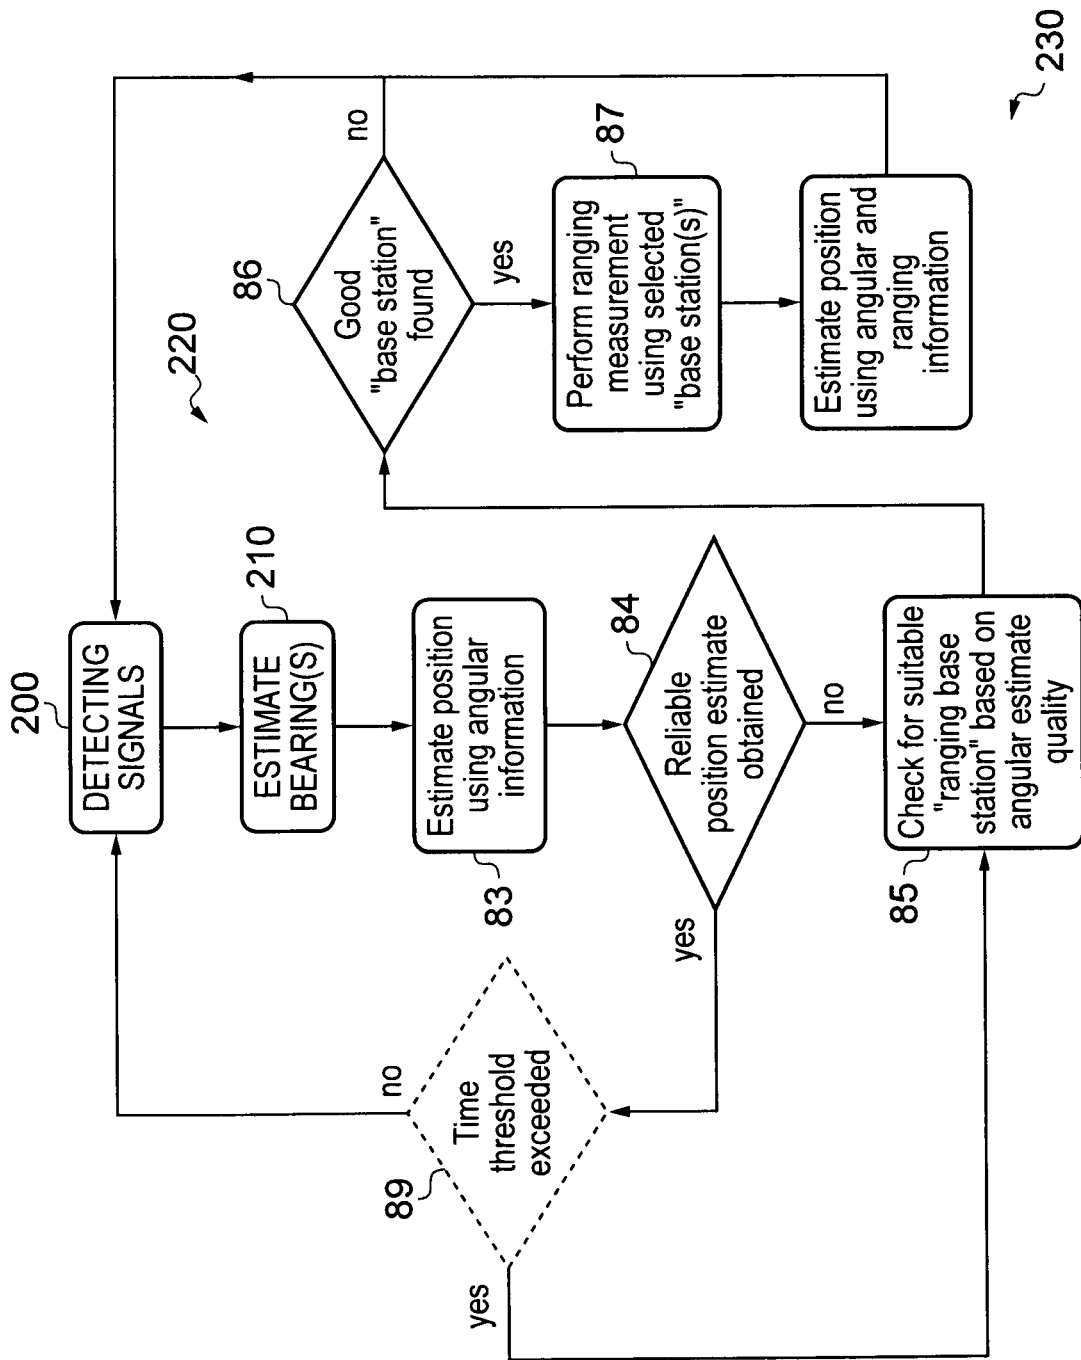 200
DETECTING
SIGNALS
210
ESTIMATE
BEARING(S)
83
Estimate position
using angular
information
84
Reliable
position estimate
obtained
yes
no
89
Time
threshold
exceeded
no
yes
85
Check for suitable
"ranging base
station" based on
angular estimate
quality
220
86
Good
"base station"
found
no
yes
87
Perform ranging
measurement
using selected
"base station(s)"
Estimate position
using angular and
ranging
information
230